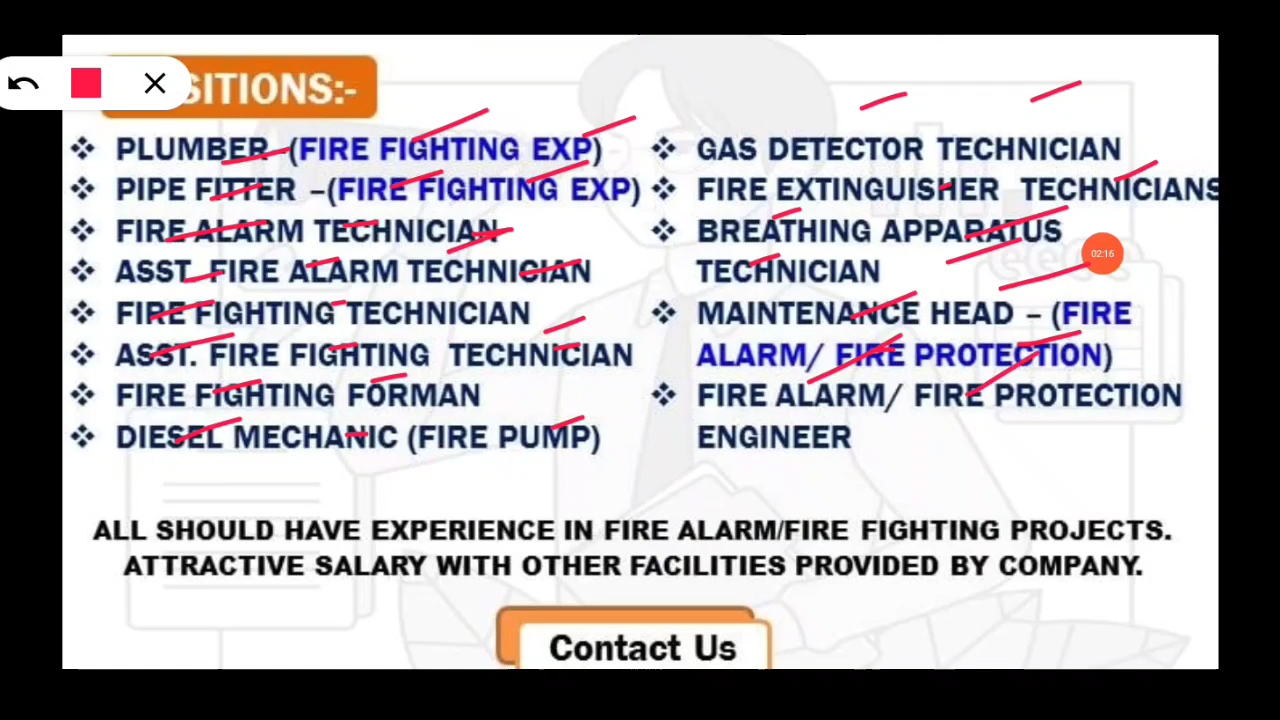 SITIONS:-
❖ PLUMBER -(FIRE FIGHTING EXP)
❖ PIPE FITTER –(FIRE FIGHTING EXP)
❖ FIRE ALARM TECHNICIAN
❖ ASST. FIRE ALARM TECHNICIAN
❖ FIRE FIGHTING TECHNICIAN
❖ ASST. FIRE FIGHTING TECHNICIAN
❖ FIRE FIGHTING FORMAN
❖ DIESEL MECHANIC (FIRE PUMP)
❖ GAS DETECTOR TECHNICIAN
❖ FIRE EXTINGUISHER TECHNICIANS
❖ BREATHING APPARATUS
TECHNICIAN
❖ MAINTENANCE HEAD – (FIRE
ALARM/ FIRE PROTECTION)
❖ FIRE ALARM/ FIRE PROTECTION
ENGINEER
02:16
ALL SHOULD HAVE EXPERIENCE IN FIRE ALARM/FIRE FIGHTING PROJECTS.
ATTRACTIVE SALARY WITH OTHER FACILITIES PROVIDED BY COMPANY.
Contact Us